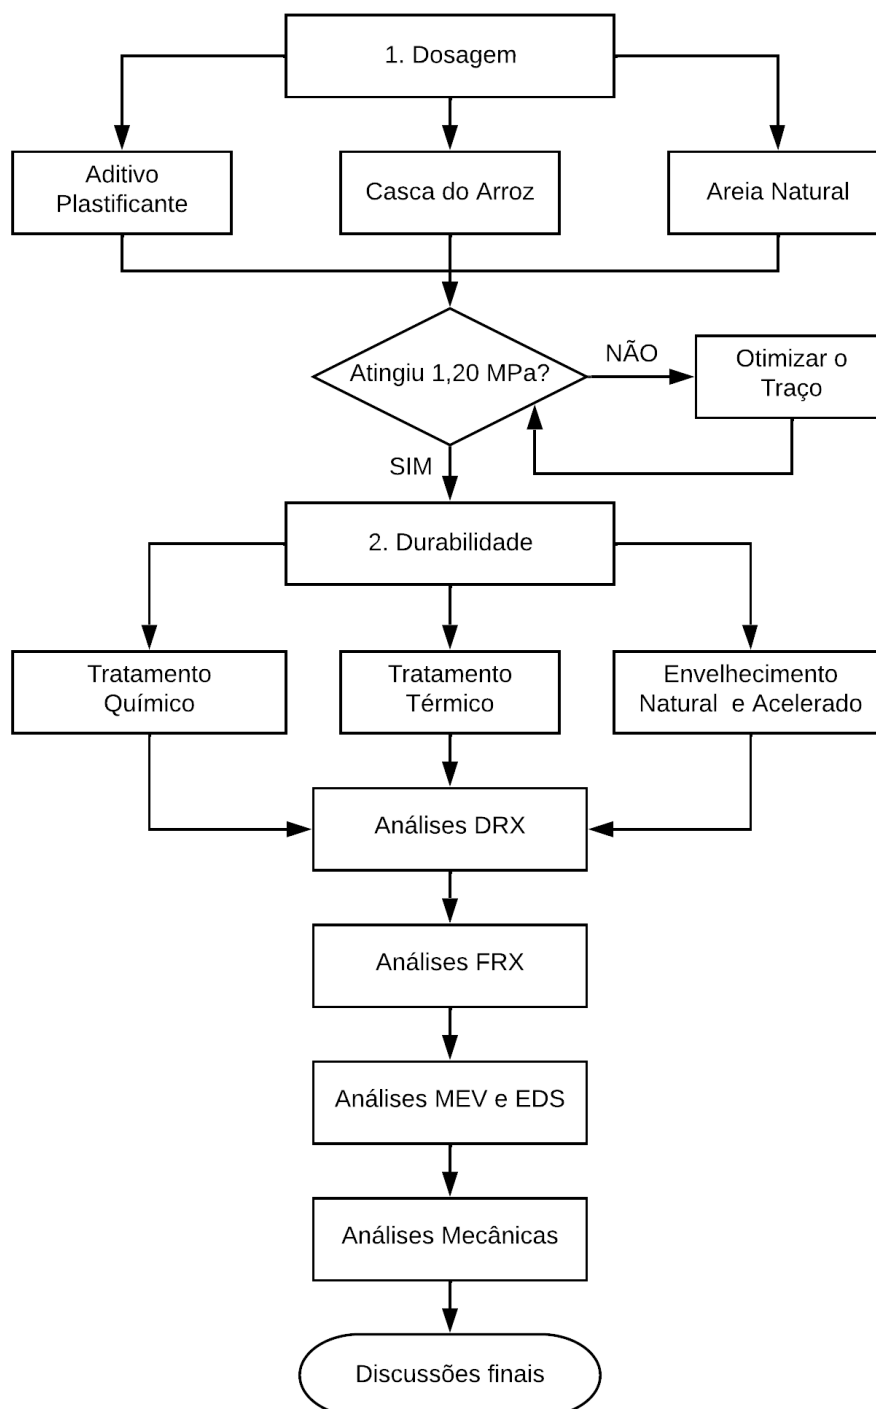 1. Dosagem
Aditivo
Plastificante
Casca do Arroz
Areia Natural
Atingiu 1,20 MPa?
NÃO
Otimizar o
Traço
SIM
2. Durabilidade
Tratamento
Químico
Tratamento
Térmico
Envelhecimento
Natural e Acelerado
Análises DRX
Análises FRX
Análises MEV e EDS
Análises Mecânicas
Discussões finais